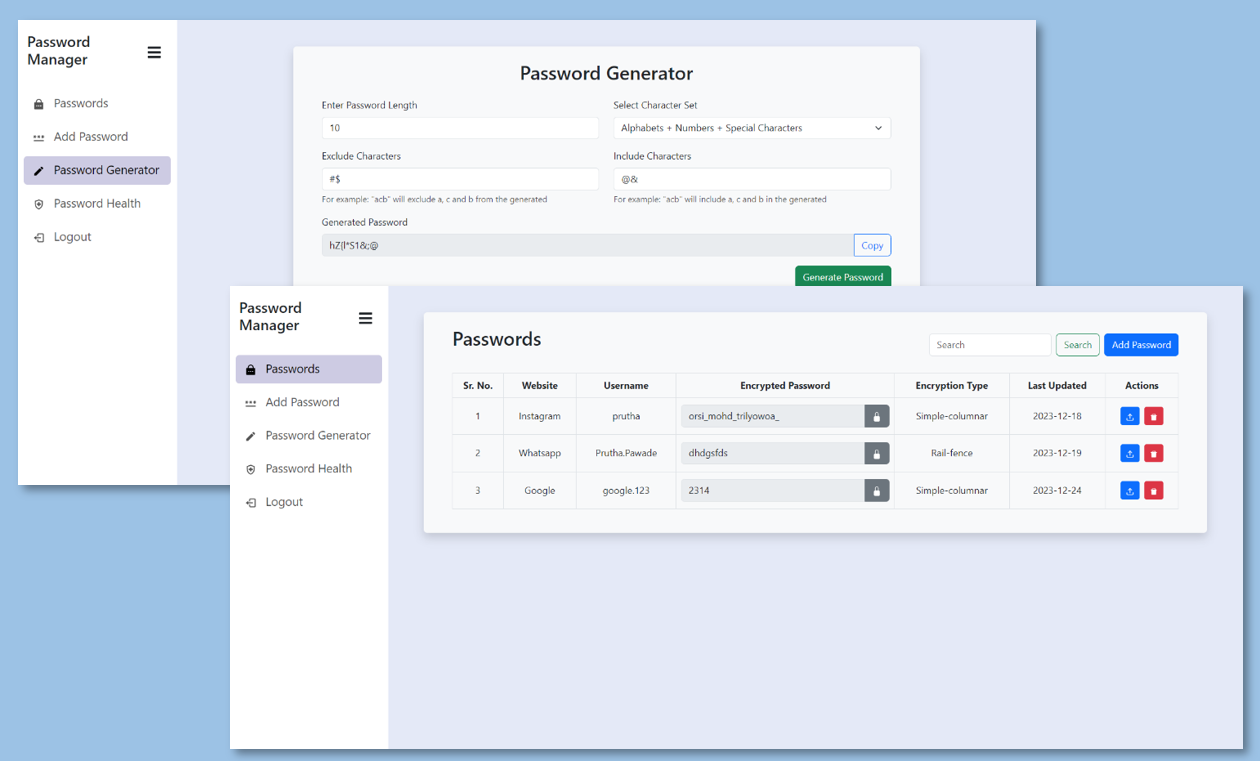 Password
Manager
Passwords
Add Password
Password Generator
Password Health
Logout
Password Generator
Enter Password Length
Select Character Set
10
Alphabets + Numbers + Special Characters
Exclude Characters
Include Characters
#$
@&
For example: "acb" will exclude a, c and b from the generated
For example: "acb" will include a, c and b in the generated
Generated Password
hZ|l*S1&;@
Copy
Generate Password
Password
Manager
Passwords
Add Password
Password Generator
Password Health
Logout
Passwords
Search
Search
Add Password
Sr. No. Website Username Encrypted Password Encryption Type Last Updated Actions
1 Instagram prutha orsi_mohd_trilyowoa_ Simple-columnar 2023-12-18
2 Whatsapp Prutha.Pawade dhdgsfds Rail-fence 2023-12-19
3 Google google.123 2314 Simple-columnar 2023-12-24